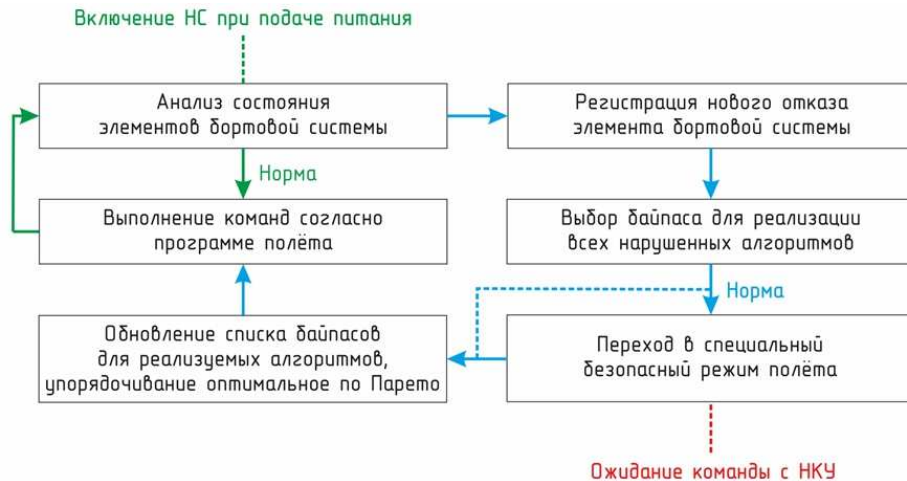 Включение НС при подаче питания
Анализ состояния
элементов бортовой системы
Регистрация нового отказа
элемента бортовой системы
Норма
Выполнение команд согласно
программе полёта
Выбор байпаса для реализации
всех нарушенных алгоритмов
Норма
Обновление списка байпасов
для реализуемых алгоритмов,
упорядочивание оптимальное по Парето
Переход в специальный
безопасный режим полёта
Ожидание команды с НКУ